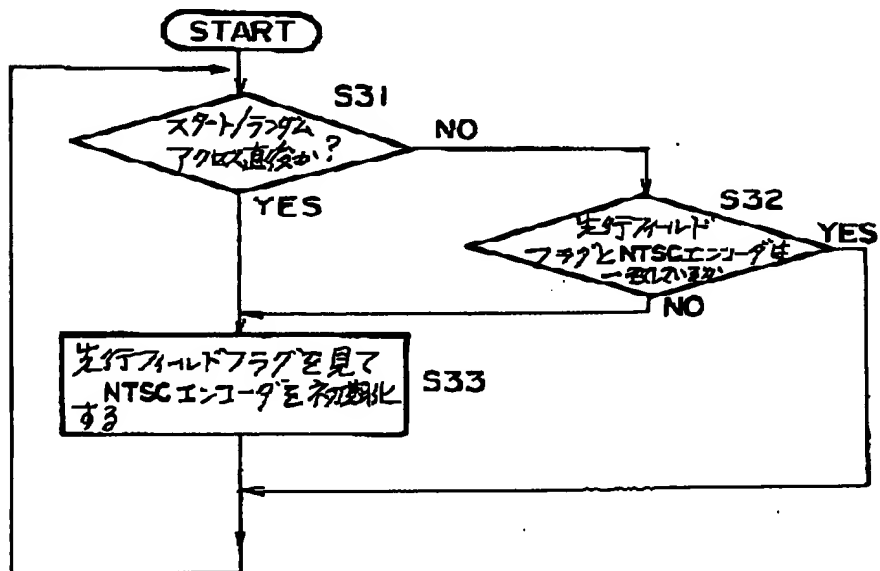 START
S31
スタート/ランダム
アクセス直後か?
NO
YES
S32
先行フィールド
フラグとNTSCエンコーダは
一致しているか
YES
NO
先行フィールドフラグを見て
NTSCエンコーダを初期化
する
S33